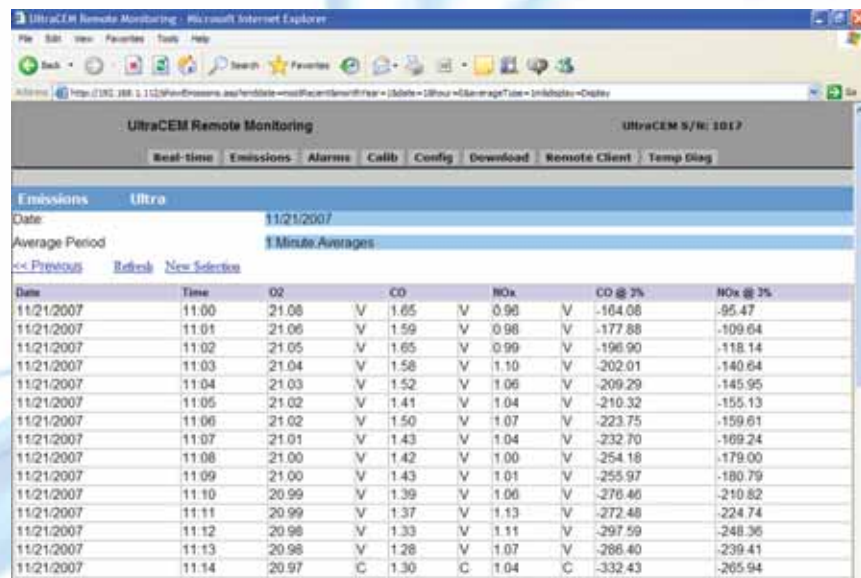 UltraCEM Remote Monitoring - Microsoft Internet Explorer
File Edit View Favorites Tools Help
Back Search Favorites
UltraCEM Remote Monitoring UltraCEM S/N: 1017
Real-time Emissions Alarms Calib Config Download Remote Client Temp Diag
Emissions Ultra
Date: 11/21/2007
Average Period 1 Minute Averages
<< Previous Refresh New Selection
Date Time O2 CO NOx CO @ 3% NOx @ 3%
11/21/2007 11:00 21.08 V 1.65 V 0.96 V -164.08 -95.47
11/21/2007 11:01 21.06 V 1.59 V 0.98 V -177.88 -109.64
11/21/2007 11:02 21.05 V 1.65 V 0.99 V -196.90 -118.14
11/21/2007 11:03 21.04 V 1.58 V 1.10 V -202.01 -140.64
11/21/2007 11:04 21.03 V 1.52 V 1.06 V -209.29 -145.95
11/21/2007 11:05 21.02 V 1.41 V 1.04 V -210.32 -155.13
11/21/2007 11:06 21.02 V 1.50 V 1.07 V -223.75 -159.61
11/21/2007 11:07 21.01 V 1.43 V 1.04 V -232.70 -169.24
11/21/2007 11:08 21.00 V 1.42 V 1.00 V -254.18 -179.00
11/21/2007 11:09 21.00 V 1.43 V 1.01 V -255.97 -180.79
11/21/2007 11:10 20.99 V 1.39 V 1.06 V -276.46 -210.82
11/21/2007 11:11 20.99 V 1.37 V 1.13 V -272.48 -224.74
11/21/2007 11:12 20.98 V 1.33 V 1.11 V -297.59 -248.36
11/21/2007 11:13 20.98 V 1.28 V 1.07 V -286.40 -239.41
11/21/2007 11:14 20.97 C 1.30 C 1.04 C -332.43 -265.94